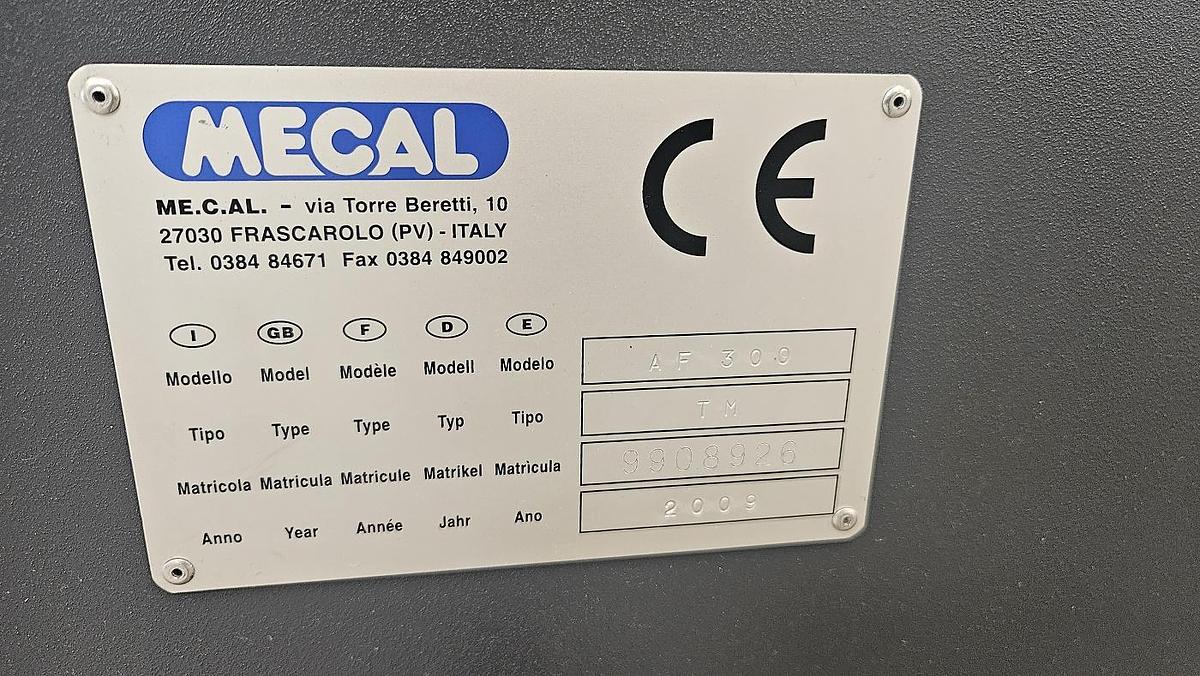 MECAL
CE
ME.C.AL. - via Torre Beretti, 10
27030 FRASCAROLO (PV) - ITALY
Tel. 0384 84671 Fax 0384 849002
I GB F D E
Modello Model Modèle Modell Modelo AF 300
Tipo Type Type Typ Tipo TM
Matricola Matricula Matricule Matrikel Matrìcula 9908926
Anno Year Année Jahr Ano 2009